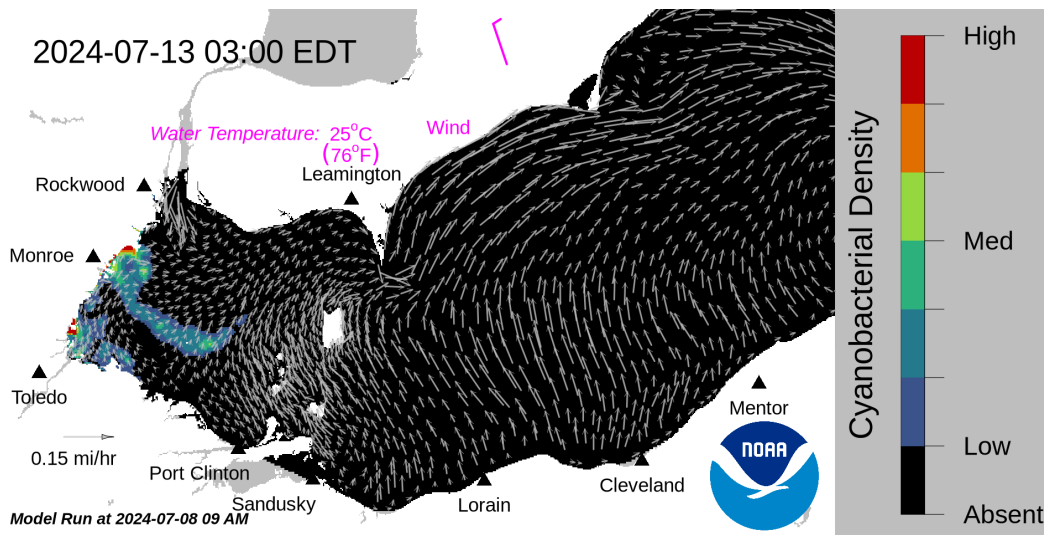 2024-07-13 03:00 EDT
Water Temperature: 25°C
(76°F)
Wind
Leamington
Rockwood
Monroe
Toledo
0.15 mi/hr
Port Clinton
Sandusky
Lorain
Cleveland
Mentor
NOAA
Model Run at 2024-07-08 09 AM
Cyanobacterial Density
High
Med
Low
Absent